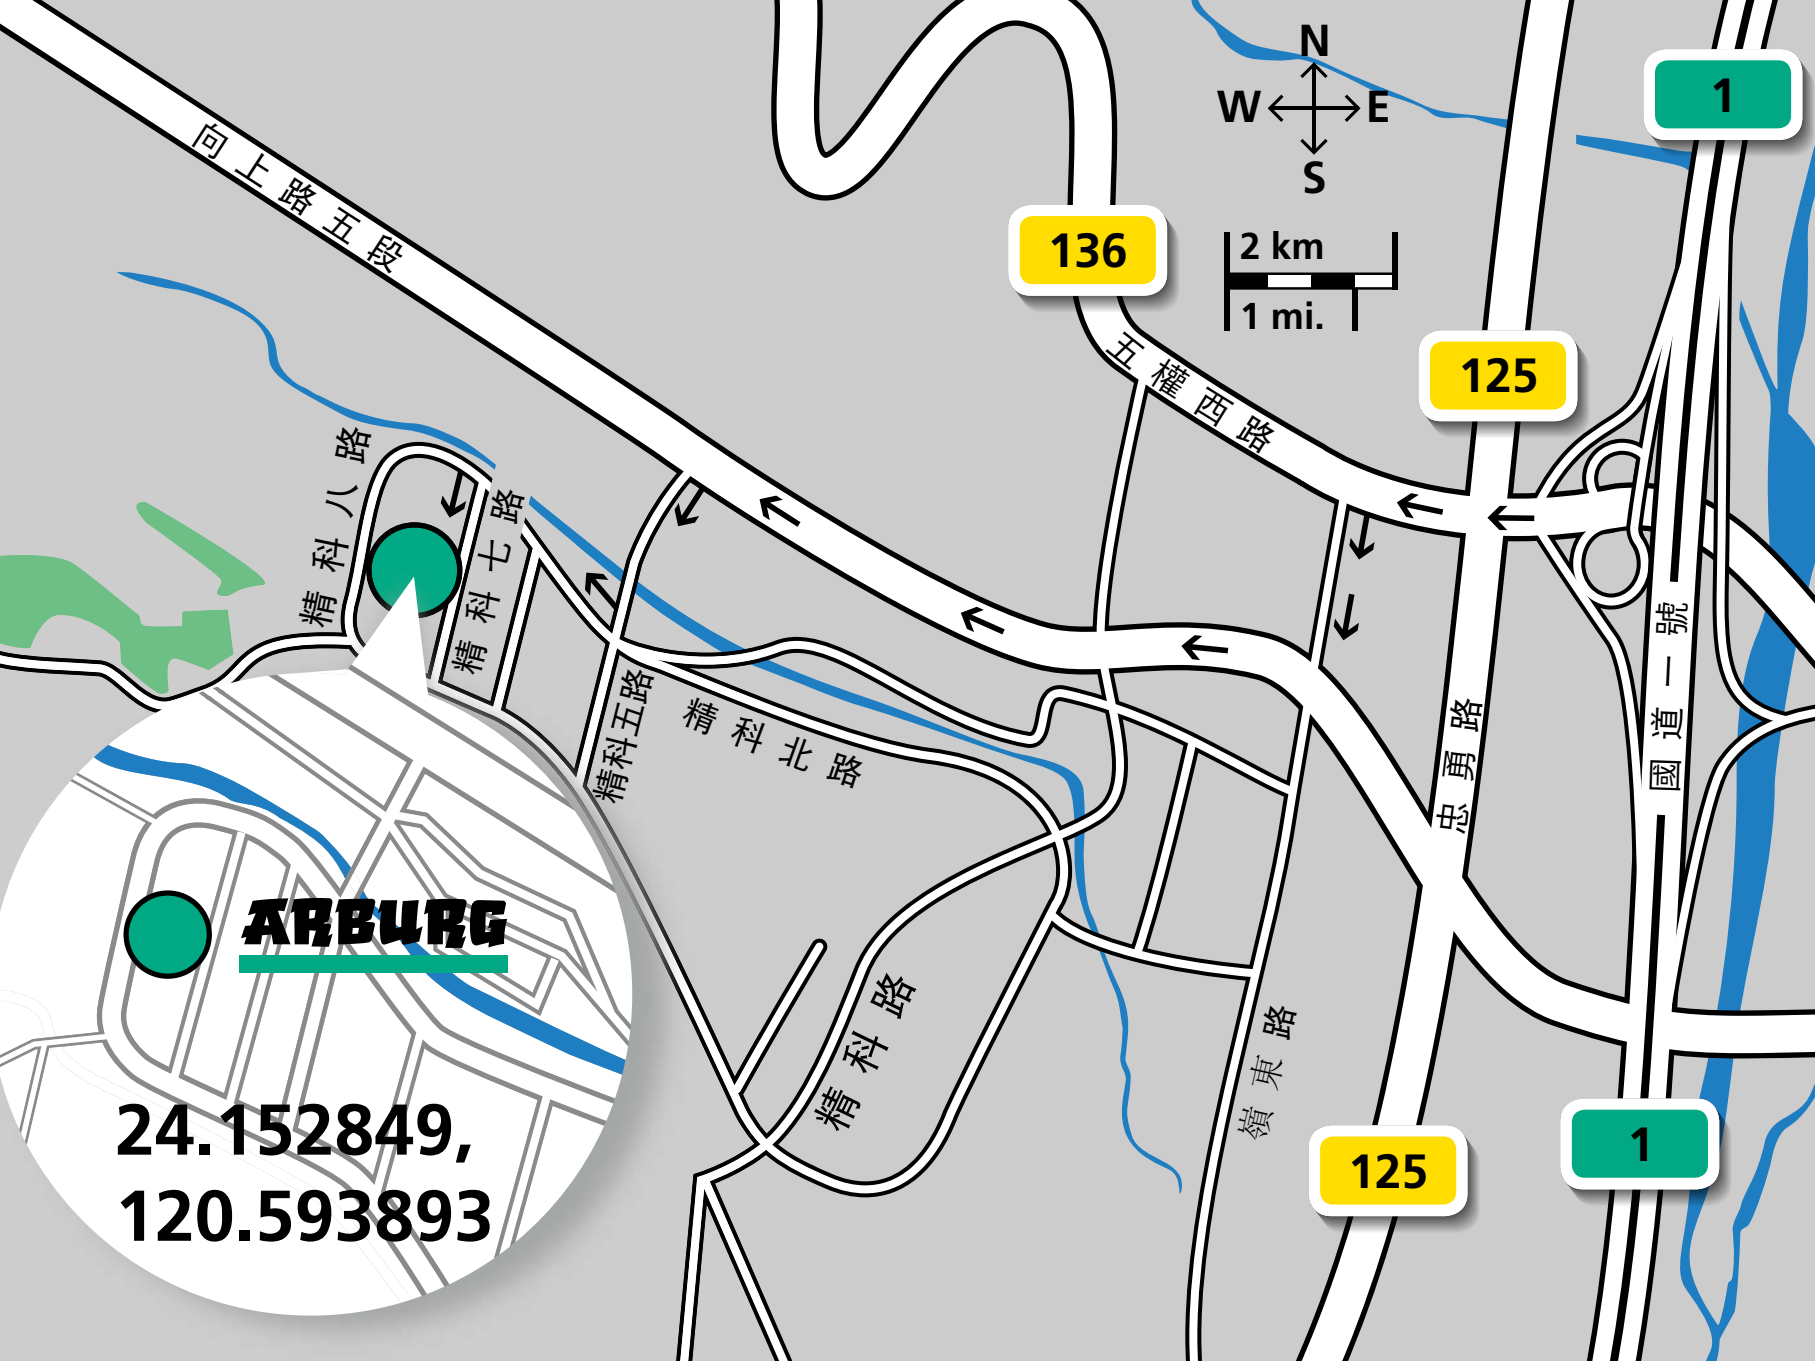 N
W E
S
1
向上路五段
136
2 km
1 mi.
125
五權西路
精科八路
精科七路
精科五路
精科北路
忠勇路
國道一號
ARBURG
精科路
嶺東路
24.152849,
120.593893
125
1